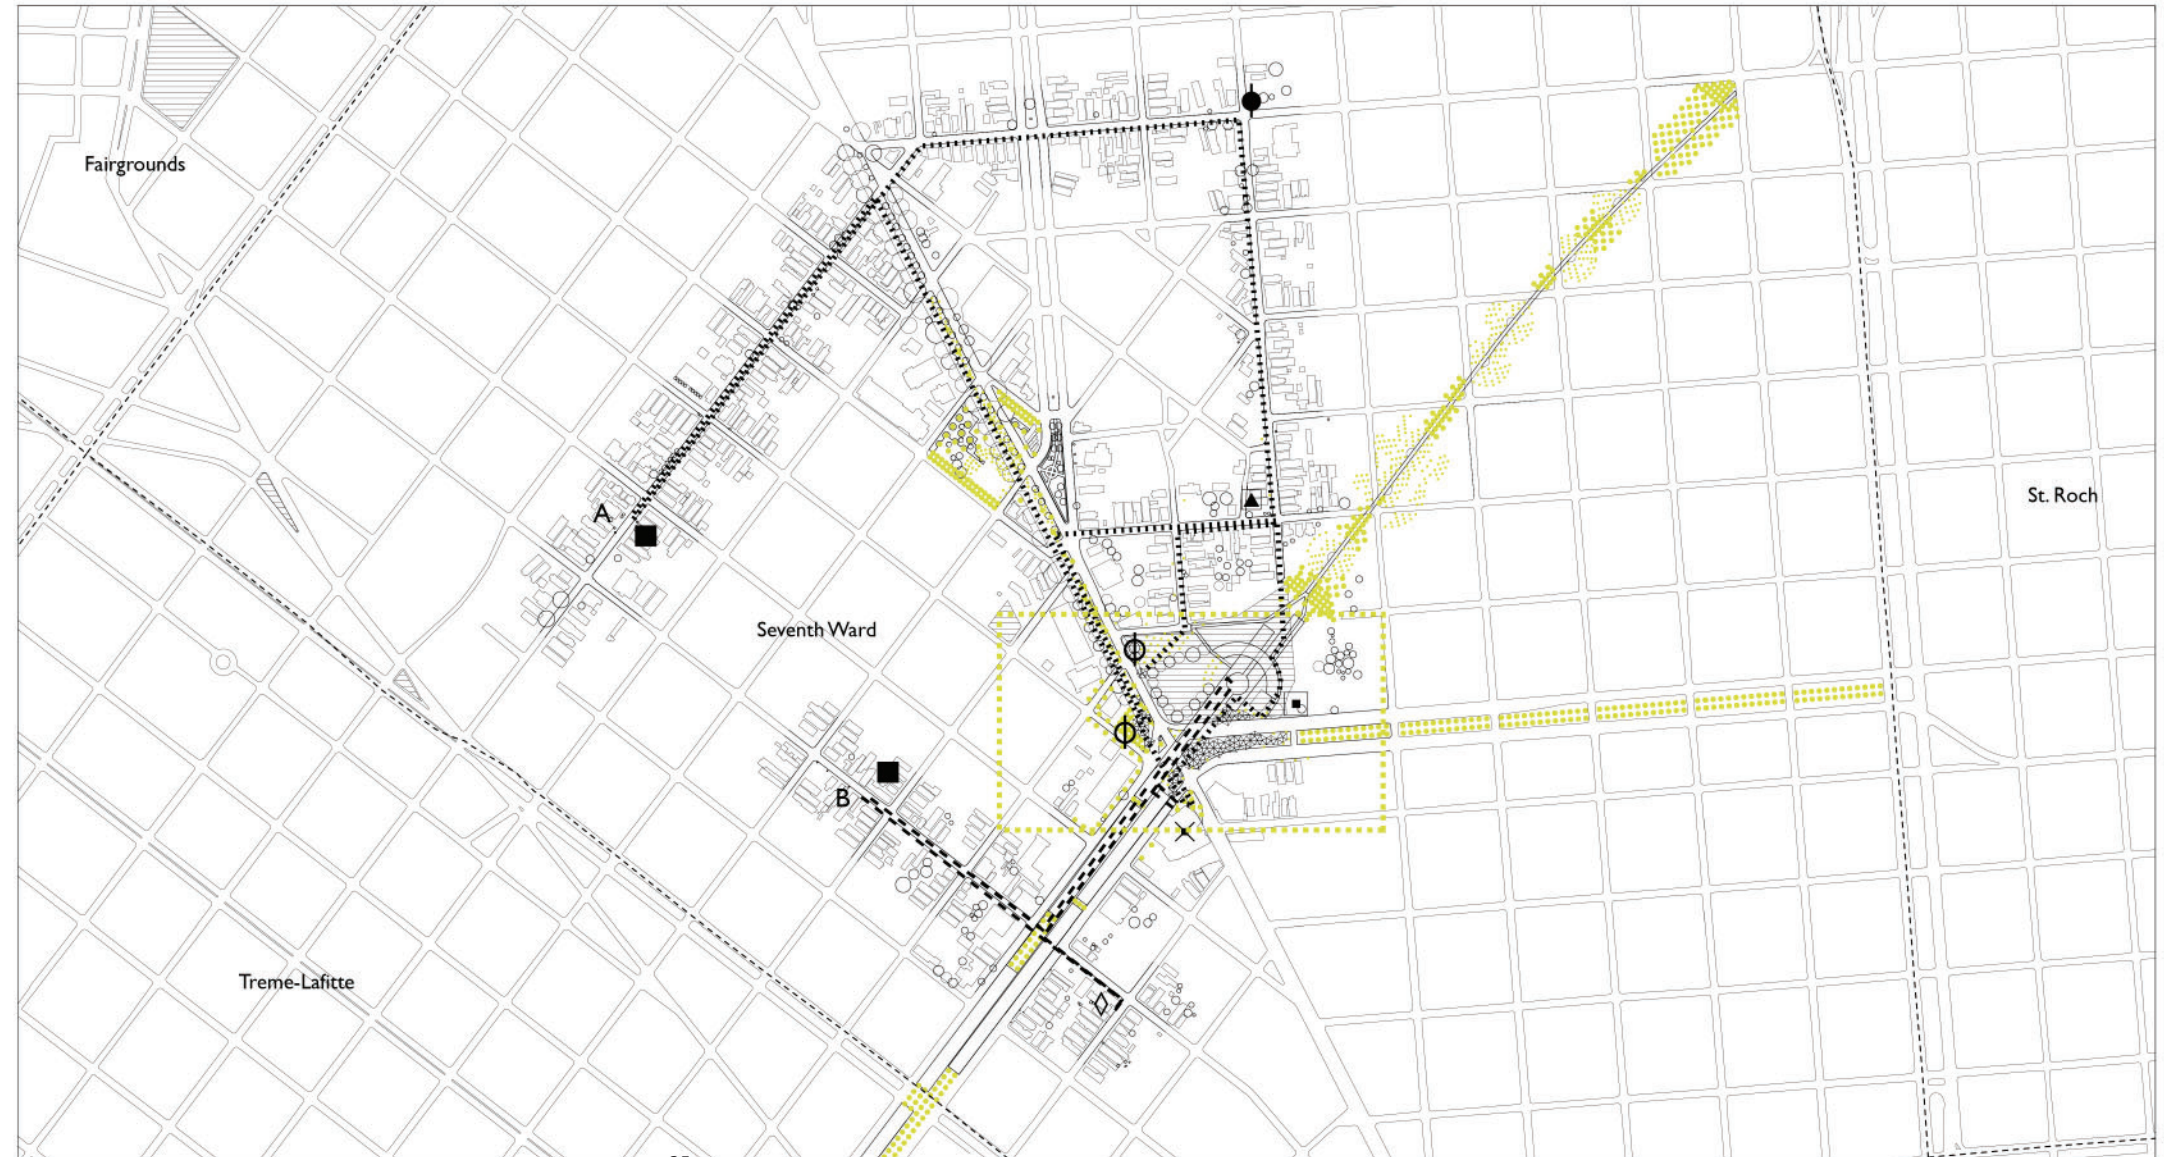 Fairgrounds
St. Roch
A
Seventh Ward
B
Treme-Lafitte